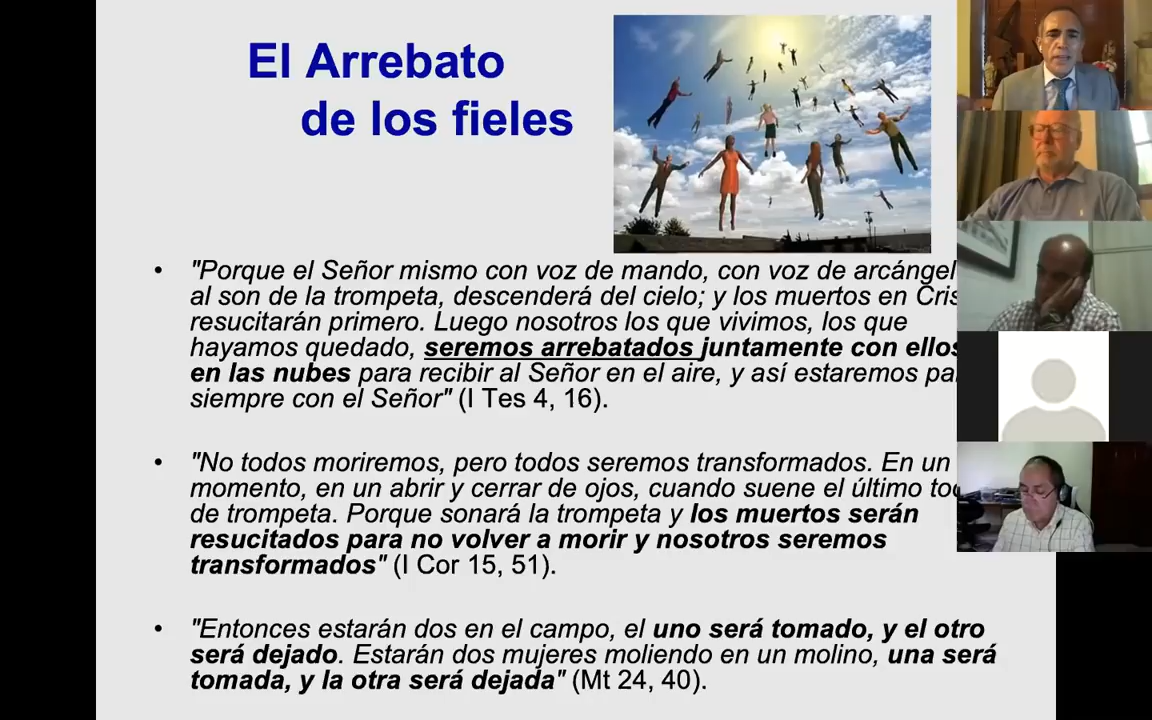 El Arrebato
de los fieles
• "Porque el Señor mismo con voz de mando, con voz de arcángel
al son de la trompeta, descenderá del cielo; y los muertos en Cris
resucitarán primero. Luego nosotros los que vivimos, los que
hayamos quedado, seremos arrebatados juntamente con ellos
en las nubes para recibir al Señor en el aire, y así estaremos pa
siempre con el Señor" (I Tes 4, 16).
• "No todos moriremos, pero todos seremos transformados. En un
momento, en un abrir y cerrar de ojos, cuando suene el último to
de trompeta. Porque sonará la trompeta y los muertos serán
resucitados para no volver a morir y nosotros seremos
transformados" (I Cor 15, 51).
• "Entonces estarán dos en el campo, el uno será tomado, y el otro
será dejado. Estarán dos mujeres moliendo en un molino, una será
tomada, y la otra será dejada" (Mt 24, 40).